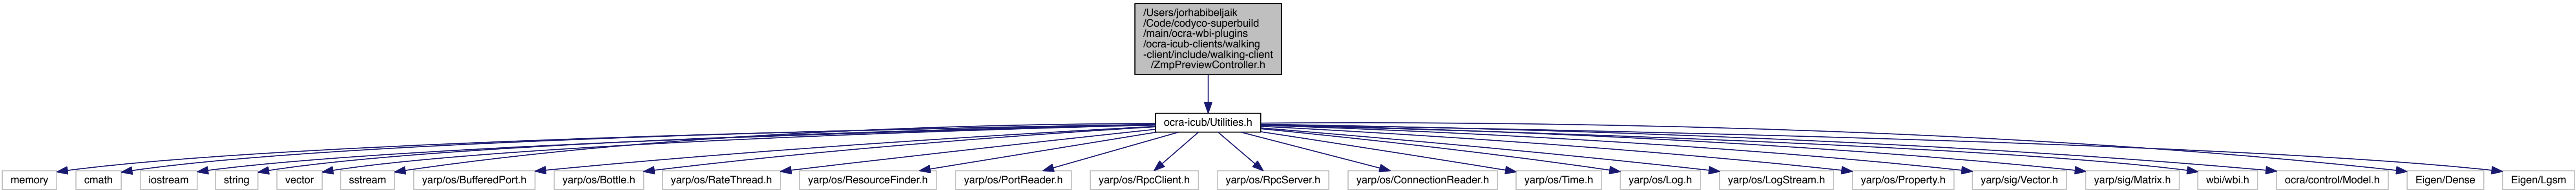 /Users/jorhabibeljaik
/Code/codyco-superbuild
/main/ocra-wbi-plugins
/ocra-icub-clients/walking
-client/include/walking-client
/ZmpPreviewController.h
ocra-icub/Utilities.h
memory
cmath
iostream
string
vector
sstream
yarp/os/BufferedPort.h
yarp/os/Bottle.h
yarp/os/RateThread.h
yarp/os/ResourceFinder.h
yarp/os/PortReader.h
yarp/os/RpcClient.h
yarp/os/RpcServer.h
yarp/os/ConnectionReader.h
yarp/os/Time.h
yarp/os/Log.h
yarp/os/LogStream.h
yarp/os/Property.h
yarp/sig/Vector.h
yarp/sig/Matrix.h
wbi/wbi.h
ocra/control/Model.h
Eigen/Dense
Eigen/Lgsm